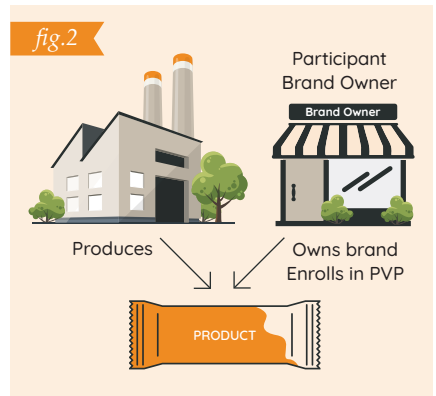 fig.2
Participant
Brand Owner
Brand Owner
Produces
Owns brand
Enrolls in PVP
PRODUCT